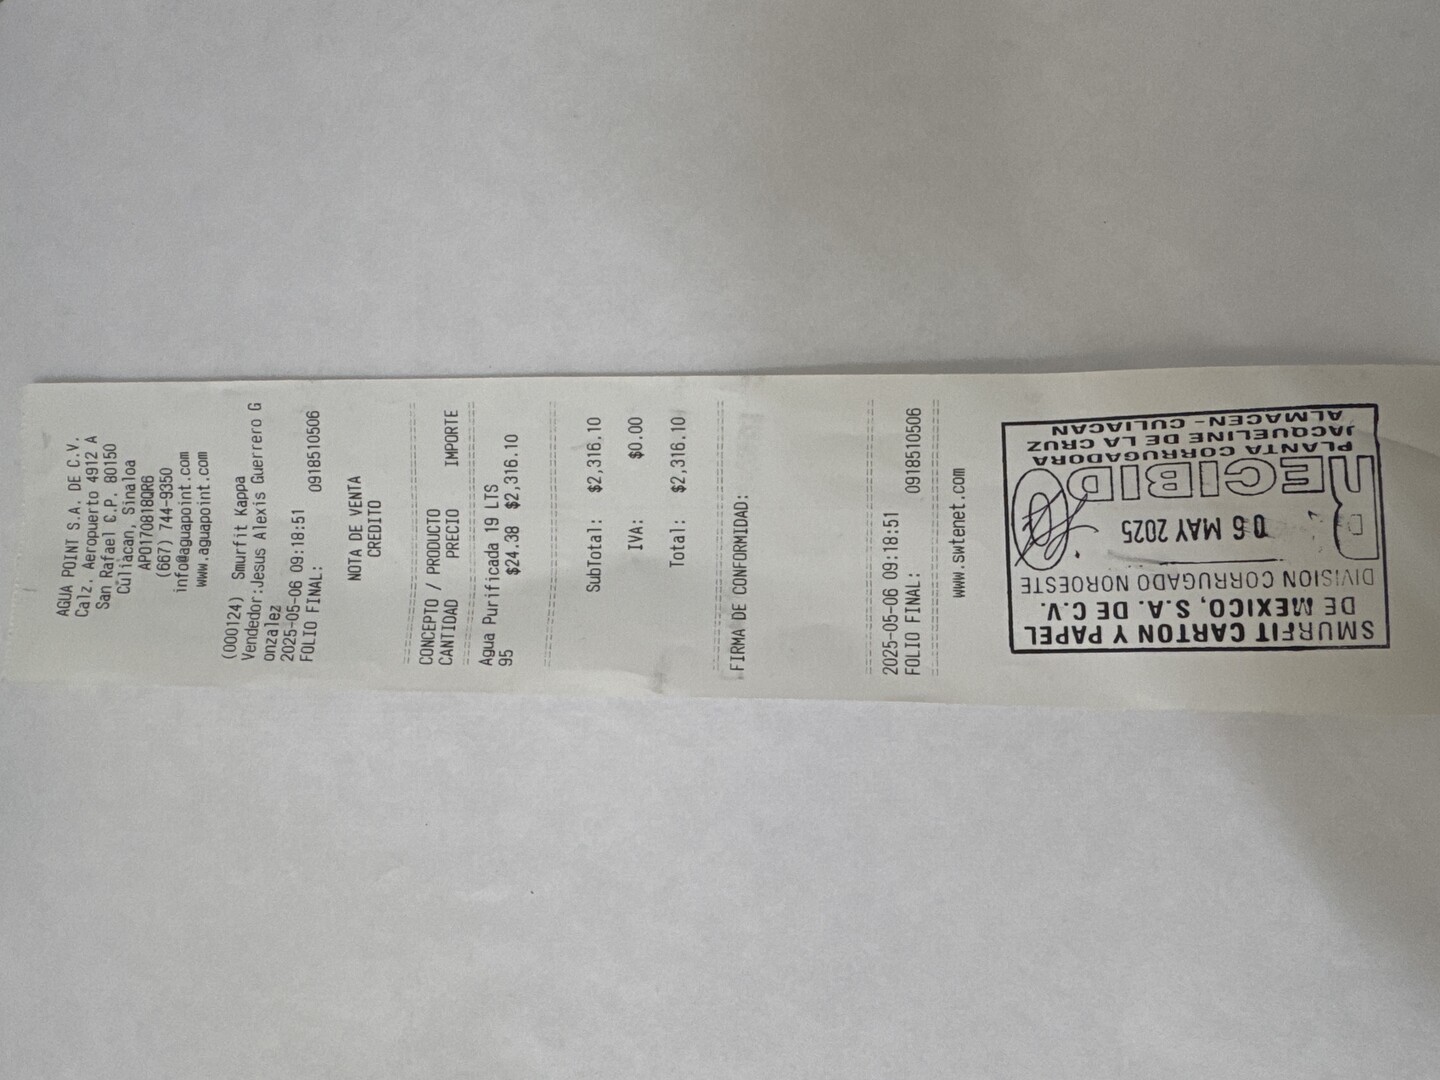 AGUA POINT S.A. DE C.V.
Calz. Aeropuerto 4912 A
San Rafael C.P. 80150
Culiacan, Sinaloa
APO170818QR6
(667) 744-9350
info@aguapoint.com
www.aguapoint.com
(000124) Smurfit Kappa
Vendedor:Jesus Alexis Guerrero G
onzalez
2025-05-06 09:18:51
FOLIO FINAL: 0918510506
NOTA DE VENTA
CREDITO
CONCEPTO / PRODUCTO
CANTIDAD PRECIO IMPORTE
Agua Purificada 19 LTS
95 $24.38 $2,316.10
SubTotal: $2,316.10
IVA: $0.00
Total: $2,316.10
FIRMA DE CONFORMIDAD:
2025-05-06 09:18:51
FOLIO FINAL: 0918510506
www.swtenet.com
SMURFIT CARTON Y PAPEL
DE MEXICO, S.A. DE C.V.
DIVISION CORRUGADO NOROESTE
06 MAY 2025
RECIBIDO
PLANTA CORRUGADORA
JACQUELINE DE LA CRUZ
ALMACEN - CULIACAN